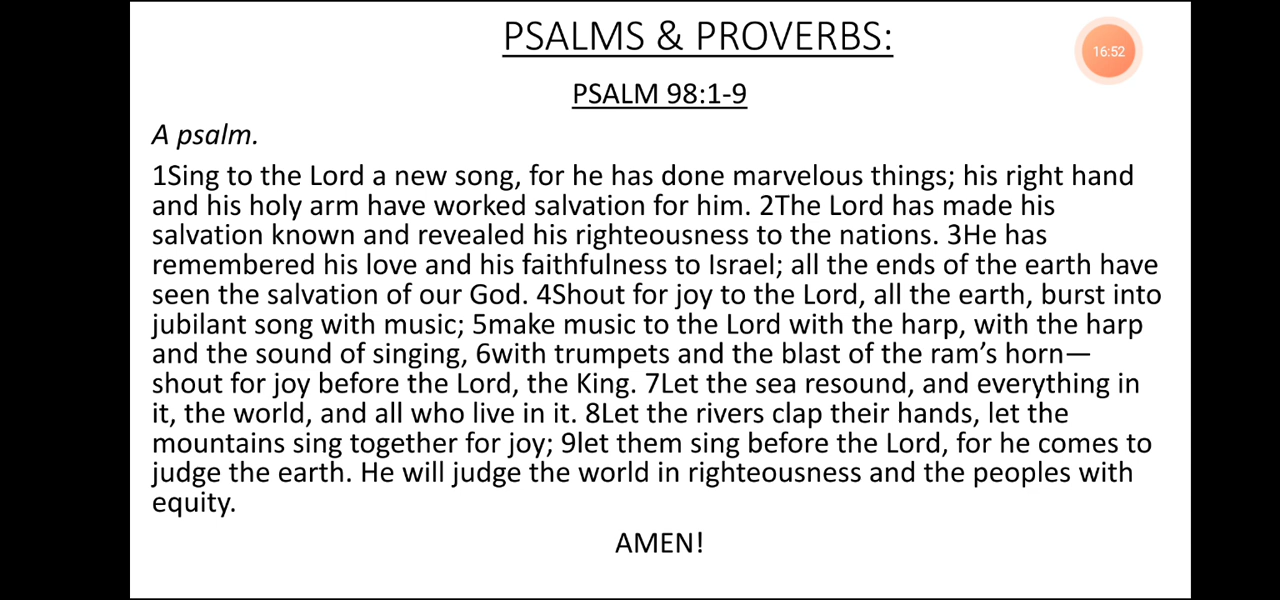 PSALMS & PROVERBS:
16:52
PSALM 98:1-9
A psalm.
1Sing to the Lord a new song, for he has done marvelous things; his right hand
and his holy arm have worked salvation for him. 2The Lord has made his
salvation known and revealed his righteousness to the nations. 3He has
remembered his love and his faithfulness to Israel; all the ends of the earth have
seen the salvation of our God. 4Shout for joy to the Lord, all the earth, burst into
jubilant song with music; 5make music to the Lord with the harp, with the harp
and the sound of singing, 6with trumpets and the blast of the ram’s horn—
shout for joy before the Lord, the King. 7Let the sea resound, and everything in
it, the world, and all who live in it. 8Let the rivers clap their hands, let the
mountains sing together for joy; 9let them sing before the Lord, for he comes to
judge the earth. He will judge the world in righteousness and the peoples with
equity.
AMEN!